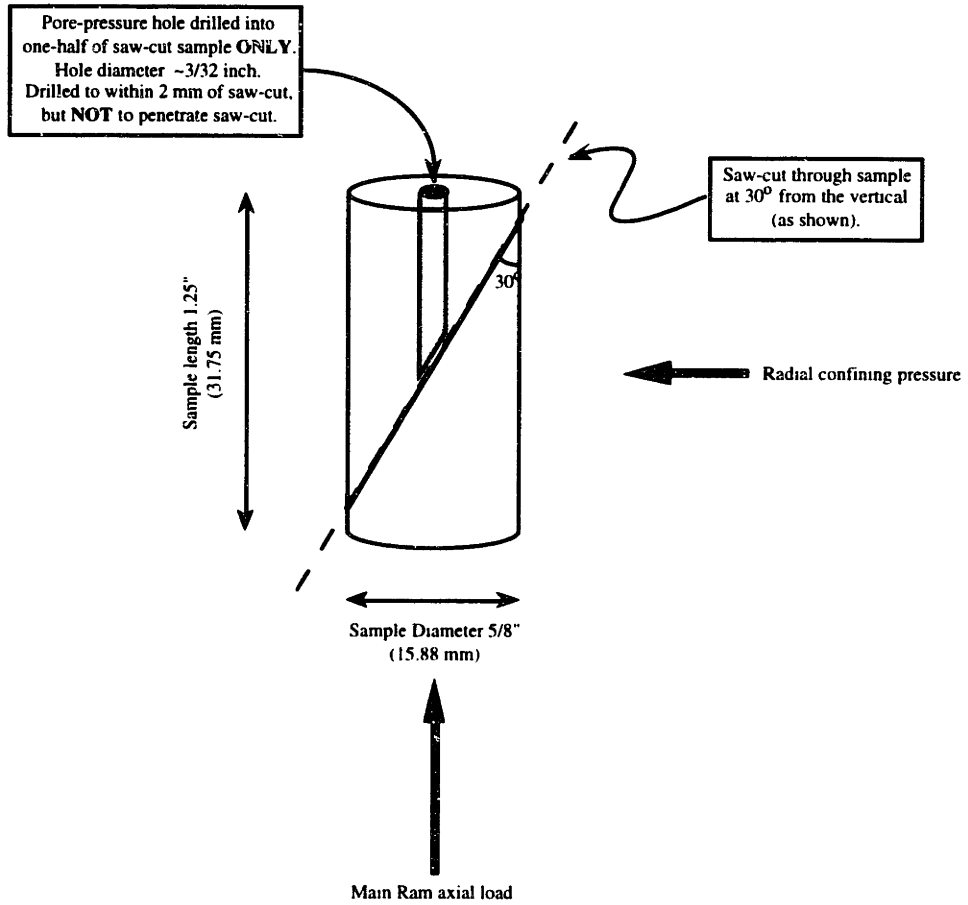 Pore-pressure hole drilled into
one-half of saw-cut sample ONLY.
Hole diameter ~3/32 inch.
Drilled to within 2 mm of saw-cut,
but NOT to penetrate saw-cut.
Saw-cut through sample
at 30° from the vertical
(as shown).
30°
Sample length 1.25"
(31.75 mm)
Radial confining pressure
Sample Diameter 5/8"
(15.88 mm)
Main Ram axial load